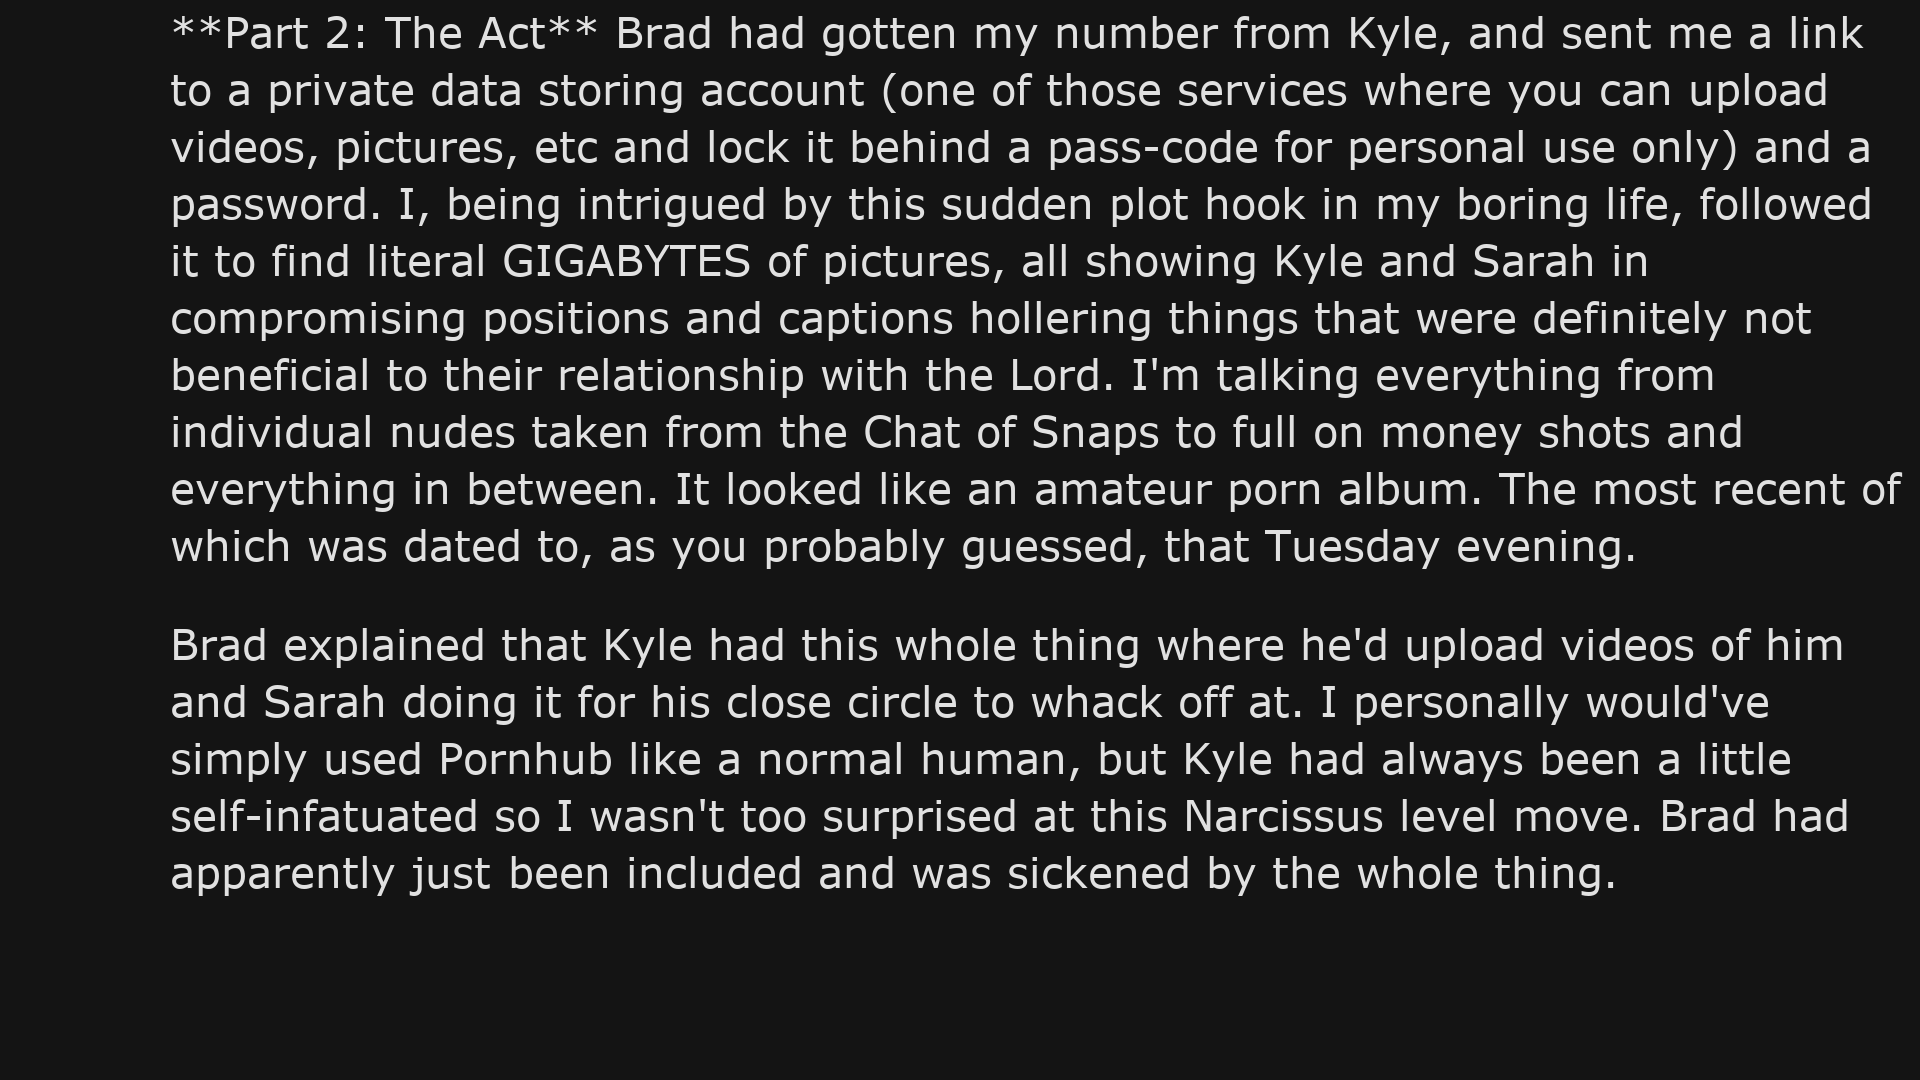 **Part 2: The Act** Brad had gotten my number from Kyle, and sent me a link
to a private data storing account (one of those services where you can upload
videos, pictures, etc and lock it behind a pass-code for personal use only) and a
password. I, being intrigued by this sudden plot hook in my boring life, followed
it to find literal GIGABYTES of pictures, all showing Kyle and Sarah in
compromising positions and captions hollering things that were definitely not
beneficial to their relationship with the Lord. I'm talking everything from
individual nudes taken from the Chat of Snaps to full on money shots and
everything in between. It looked like an amateur porn album. The most recent of
which was dated to, as you probably guessed, that Tuesday evening.
Brad explained that Kyle had this whole thing where he'd upload videos of him
and Sarah doing it for his close circle to whack off at. I personally would've
simply used Pornhub like a normal human, but Kyle had always been a little
self-infatuated so I wasn't too surprised at this Narcissus level move. Brad had
apparently just been included and was sickened by the whole thing.